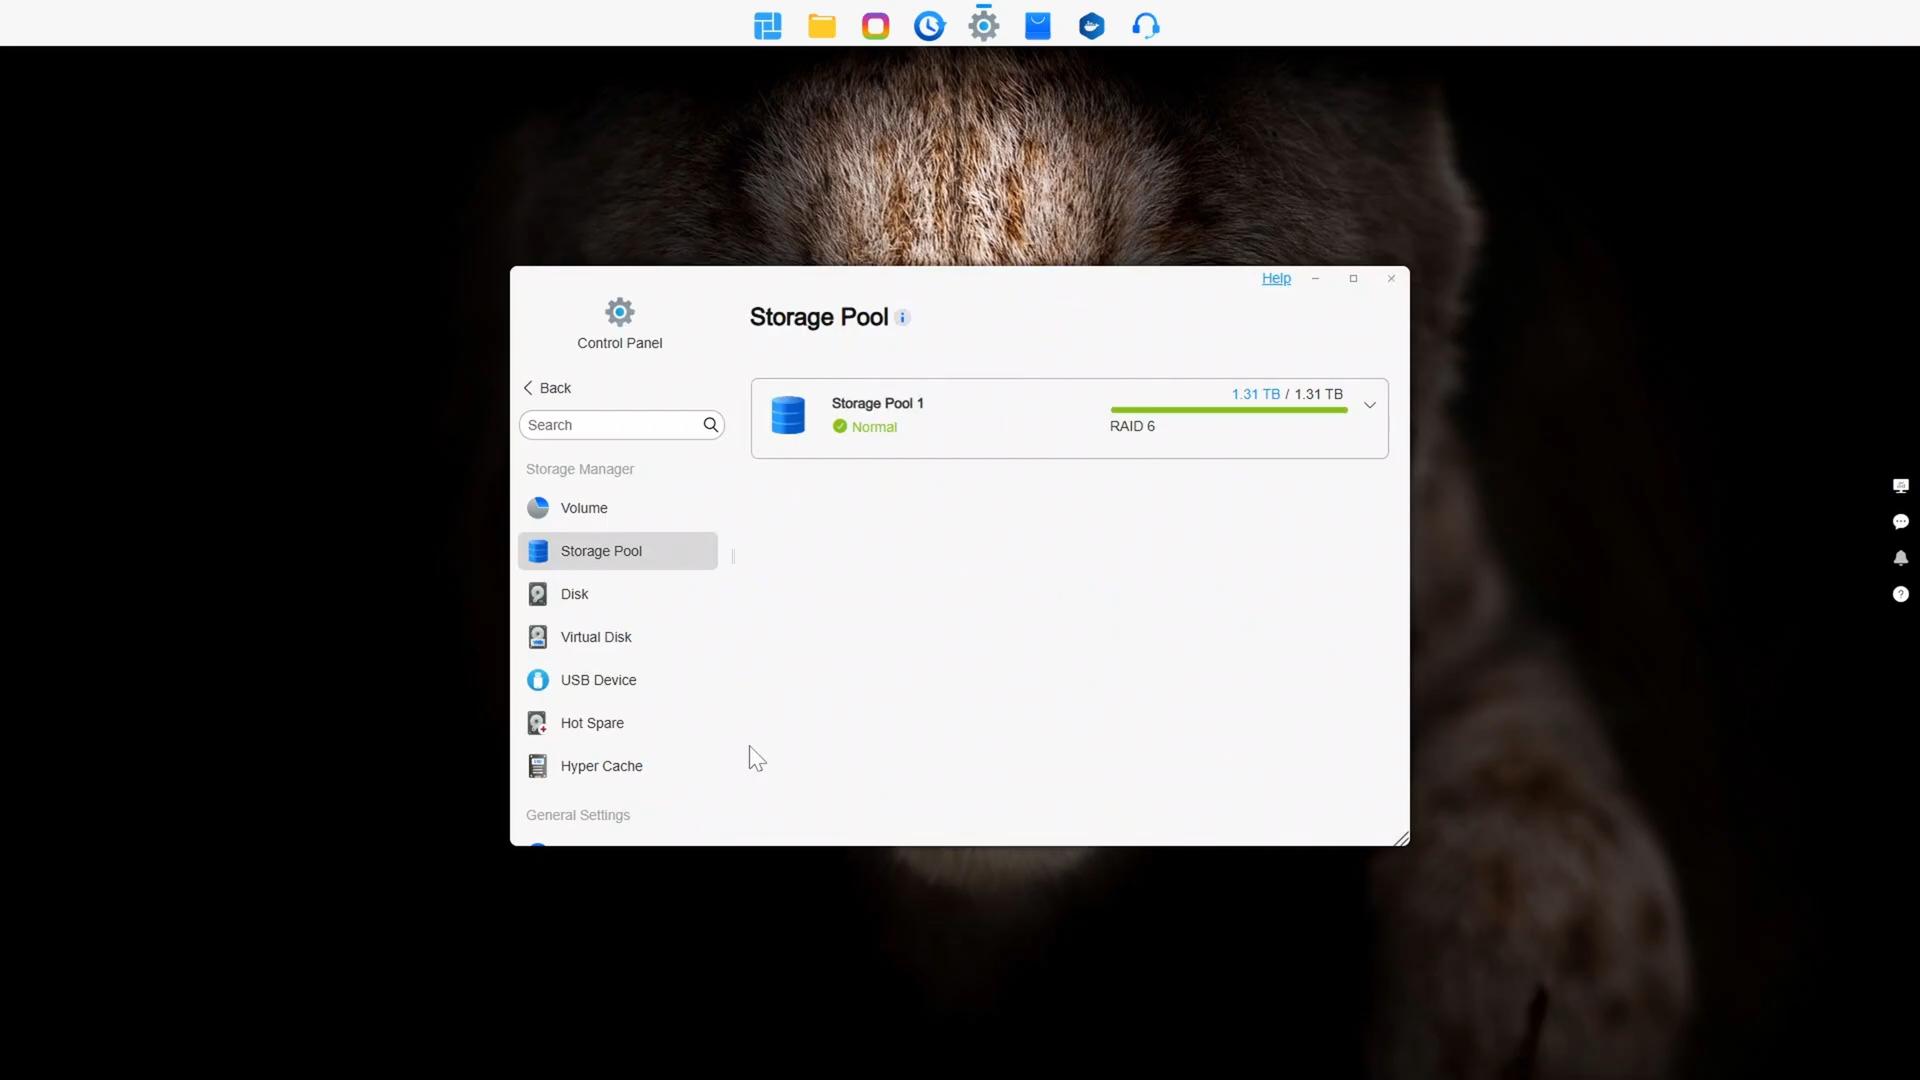 Help
Control Panel
Storage Pool
Back
Search
Storage Manager
Volume
Storage Pool
Disk
Virtual Disk
USB Device
Hot Spare
Hyper Cache
General Settings
Storage Pool 1
Normal
1.31 TB / 1.31 TB
RAID 6